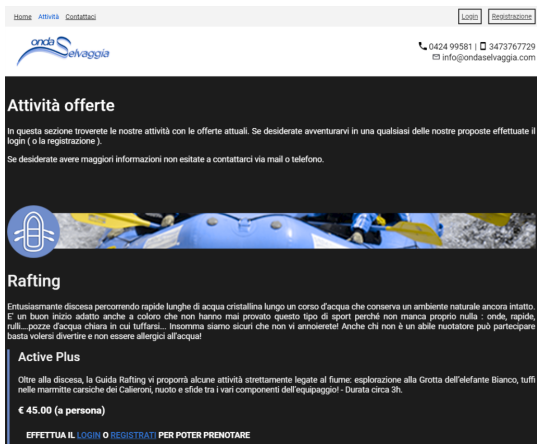 Home Attività Contattaci Login Registrazione
onda Selvaggia
0424 99581 | 3473767729
info@ondaselvaggia.com
Attività offerte
In questa sezione troverete le nostre attività con le offerte attuali. Se desiderate avventurarvi in una qualsiasi delle nostre proposte effettuate il
login ( o la registrazione ).
Se desiderate avere maggiori informazioni non esitate a contattarci via mail o telefono.
Rafting
Entusiasmante discesa percorrendo rapide lunghe di acqua cristallina lungo un corso d'acqua che conserva un ambiente naturale ancora intatto.
E' un buon inizio adatto anche a coloro che non hanno mai provato questo tipo di sport perché non manca proprio nulla : onde, rapide,
rulli....pozze d'acqua chiara in cui tuffarsi... Insomma siamo sicuri che non vi annoierete! Anche chi non è un abile nuotatore può partecipare
basta volersi divertire e non essere allergici all'acqua!
Active Plus
Oltre alla discesa, la Guida Rafting vi proporrà alcune attività strettamente legate al fiume: esplorazione alla Grotta dell'elefante Bianco, tuffi
nelle marmitte carsiche dei Calieroni, nuoto e sfide tra i vari componenti dell'equipaggio! - Durata circa 3h.
€ 45.00 (a persona)
EFFETTUA IL LOGIN O REGISTRATI PER POTER PRENOTARE